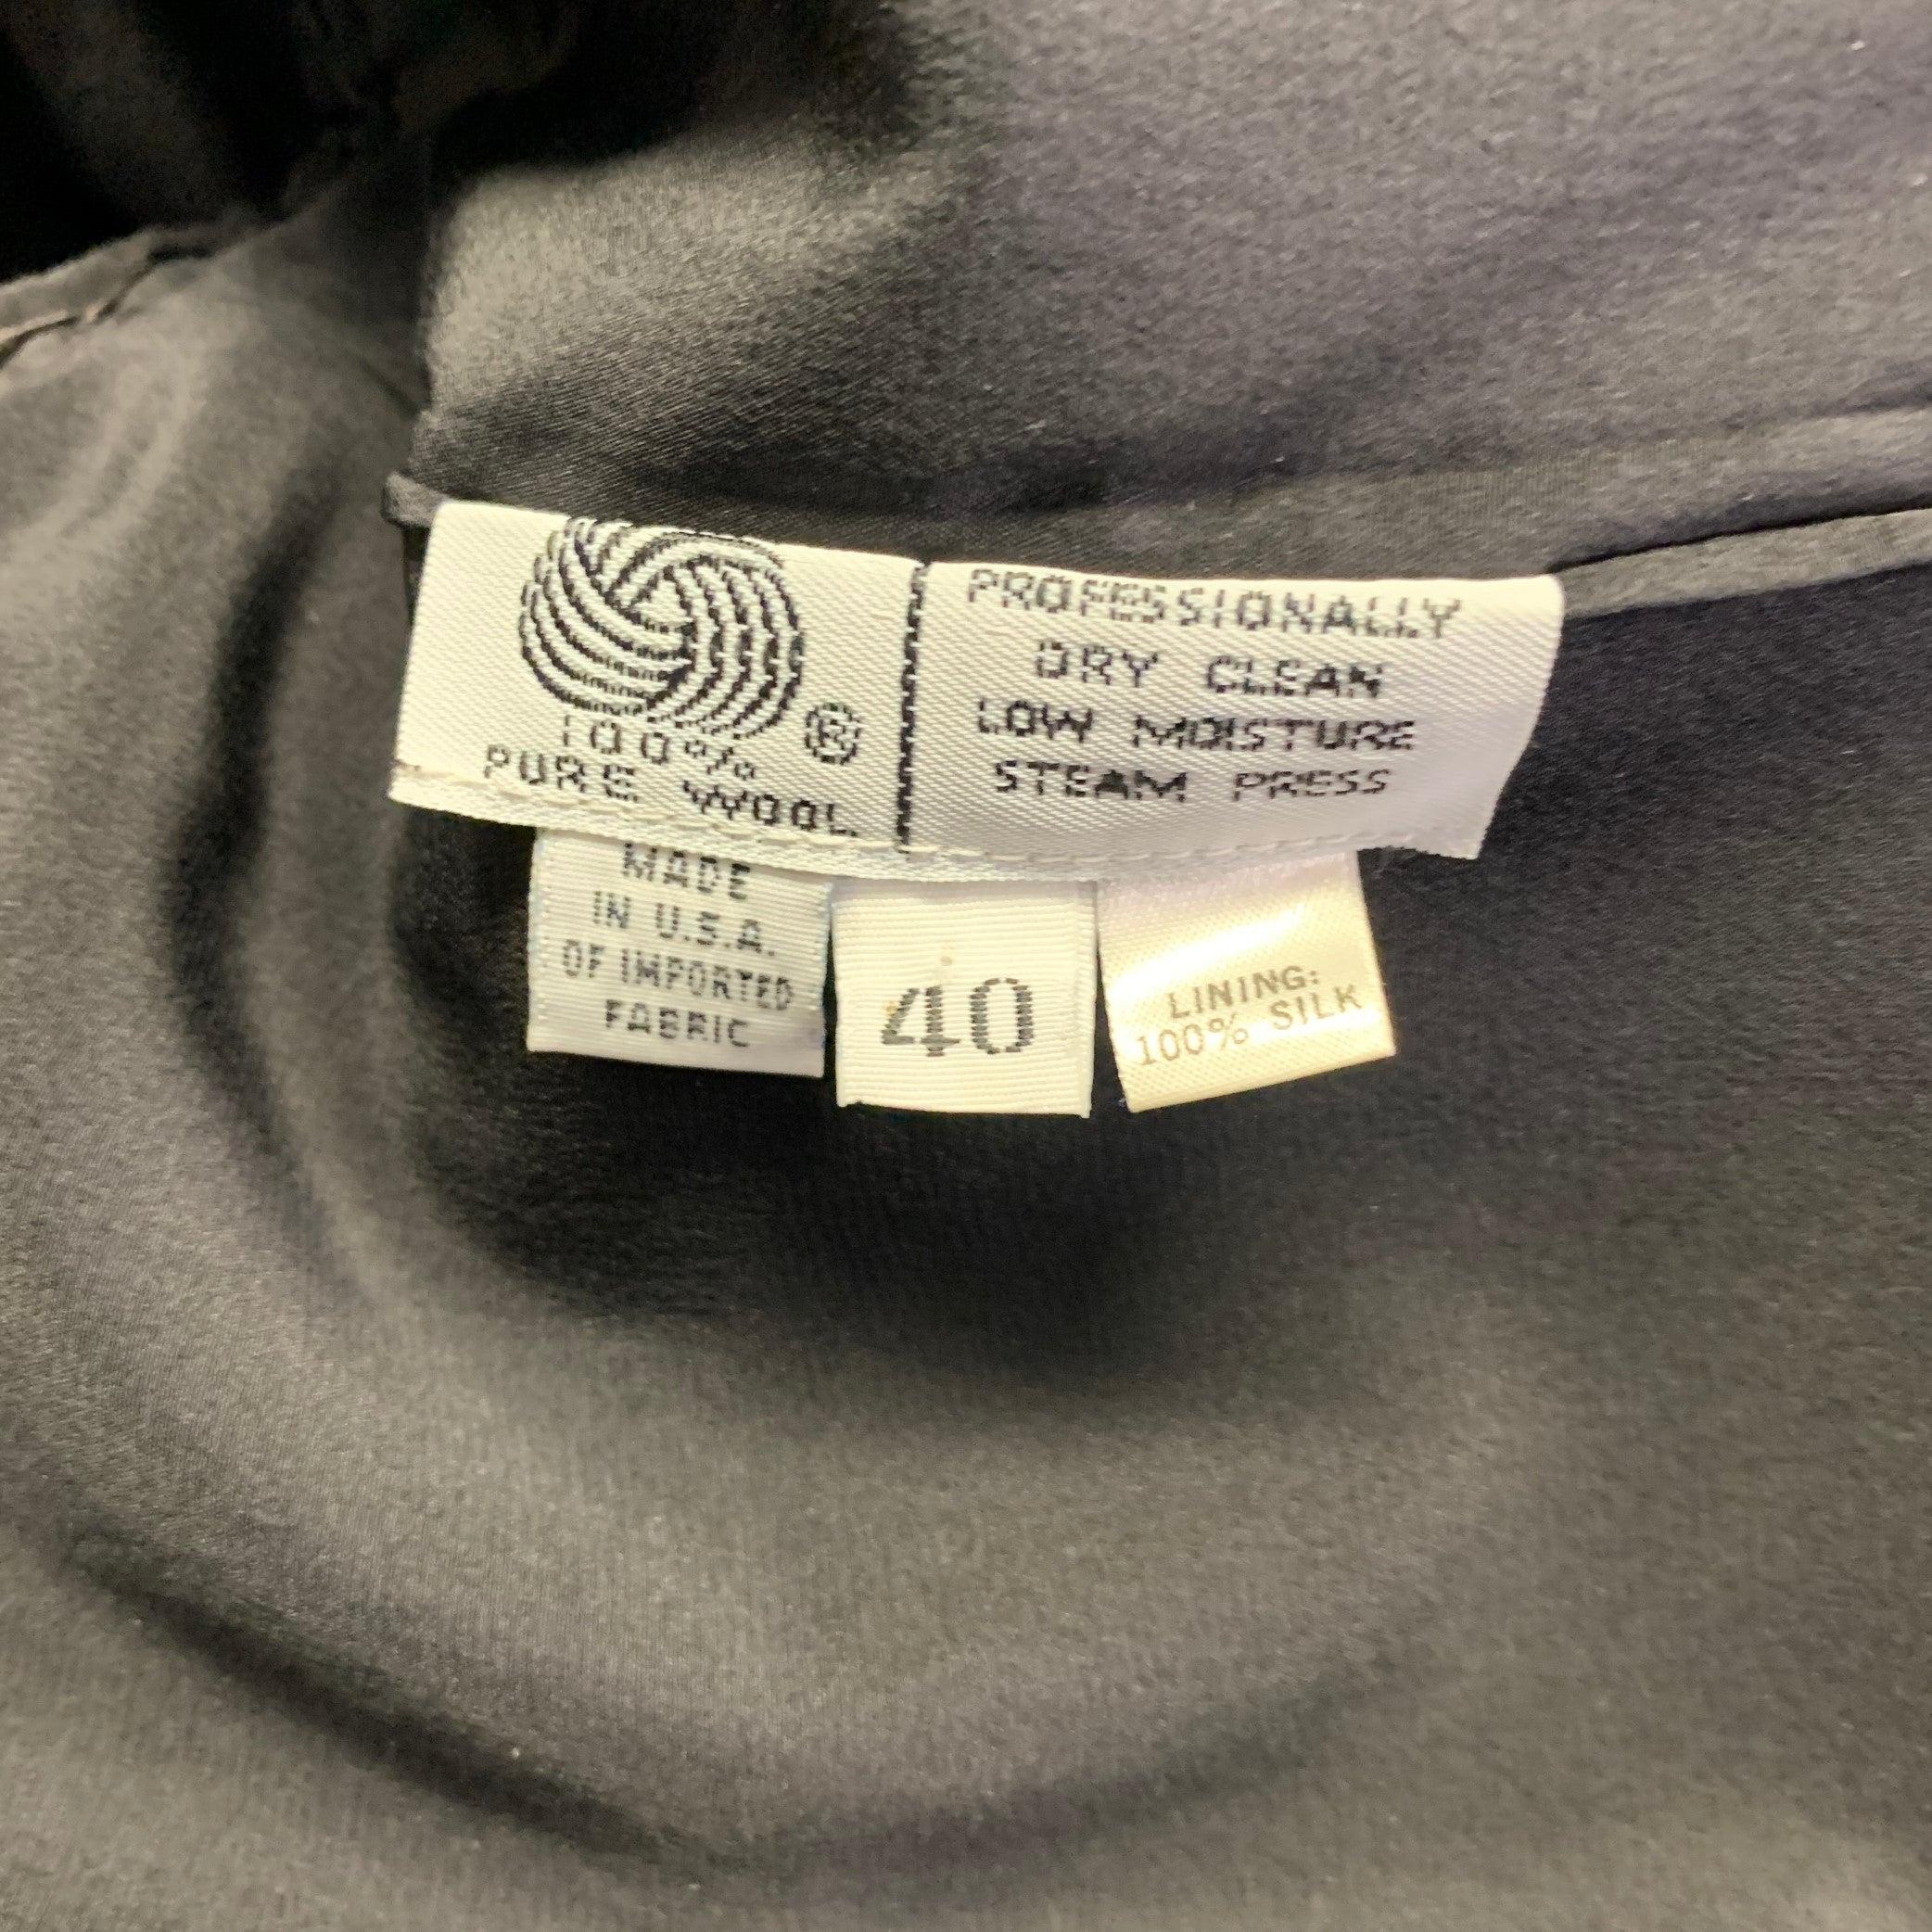 ®
100%
PURE WOOL
PROFESSIONALLY
DRY CLEAN
LOW MOISTURE
STEAM PRESS
MADE
IN U.S.A.
OF IMPORTED
FABRIC
40
LINING:
100% SILK